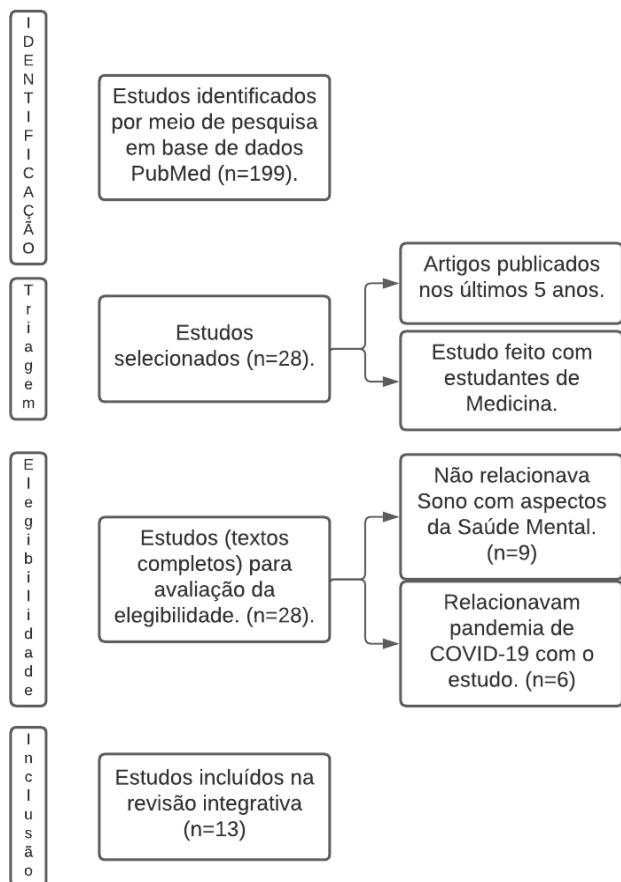 IDENTIFICAÇÃO
Estudos identificados
por meio de pesquisa
em base de dados
PubMed (n=199).
Triagem
Estudos
selecionados (n=28).
Artigos publicados
nos últimos 5 anos.
Estudo feito com
estudantes de
Medicina.
Elegibilidade
Estudos (textos
completos) para
avaliação da
elegibilidade. (n=28).
Não relacionava
Sono com aspectos
da Saúde Mental.
(n=9)
Relacionavam
pandemia de
COVID-19 com o
estudo. (n=6)
Inclusão
Estudos incluídos na
revisão integrativa
(n=13)